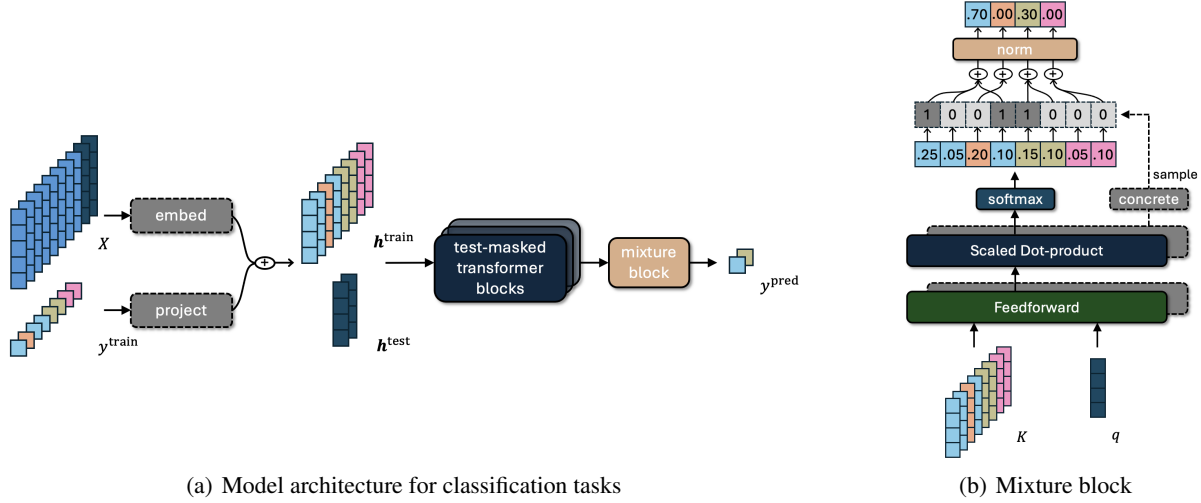 X
embed
y^train
project
+
h^train
h^test
test-masked
transformer
blocks
mixture
block
y^pred
(a) Model architecture for classification tasks
.70 .00 .30 .00
norm
+ + + +
1 0 0 1 1 0 0 0
.25 .05 .20 .10 .15 .10 .05 .10
sample
softmax
concrete
Scaled Dot-product
Feedforward
K
q
(b) Mixture block